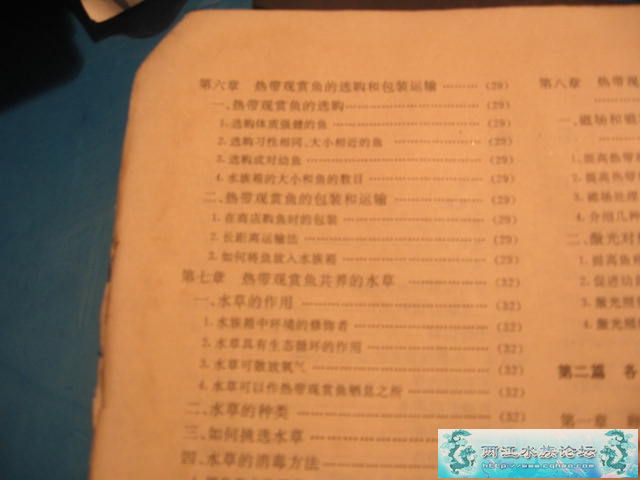 第六章 热带观赏鱼的选购和包装运输 ……… (29)
一、热带观赏鱼的选购 ……………… (29)
1.选购体质强健的鱼 ……………… (29)
2.选购习性相同、大小相近的鱼 ……………… (29)
3.选购成对幼鱼 ……………… (29)
4.水族箱的大小和鱼的数目 ……………… (29)
二、热带观赏鱼的包装和运输 ……………… (29)
1.在商店购鱼时的包装 ……………… (29)
2.长距离运输法 ……………… (29)
3.如何将鱼放入水族箱 ……………… (29)
第七章 热带观赏鱼共养的水草 ……… (32)
一、水草的作用 ……………… (32)
1.水族箱中环境的修饰者 ……………… (32)
2.水草具有生态循环的作用 ……………… (32)
3.水草可散放氧气 ……………… (32)
4.水草可以作热带观赏鱼栖息之所 ……………… (32)
二、水草的种类 ……………… (32)
三、如何挑选水草 ………………
四、水草的消毒方法 ………………
第八章 热带
一、磁场和磁
1.提高热带
2.提高热带
3.磁场处理
4.介绍几种
二、激光对
1.提高鱼
2.促进幼
3.激光照
4.激光照
第二篇 各
第一章
两江水族论坛
http://www.cqhao.com